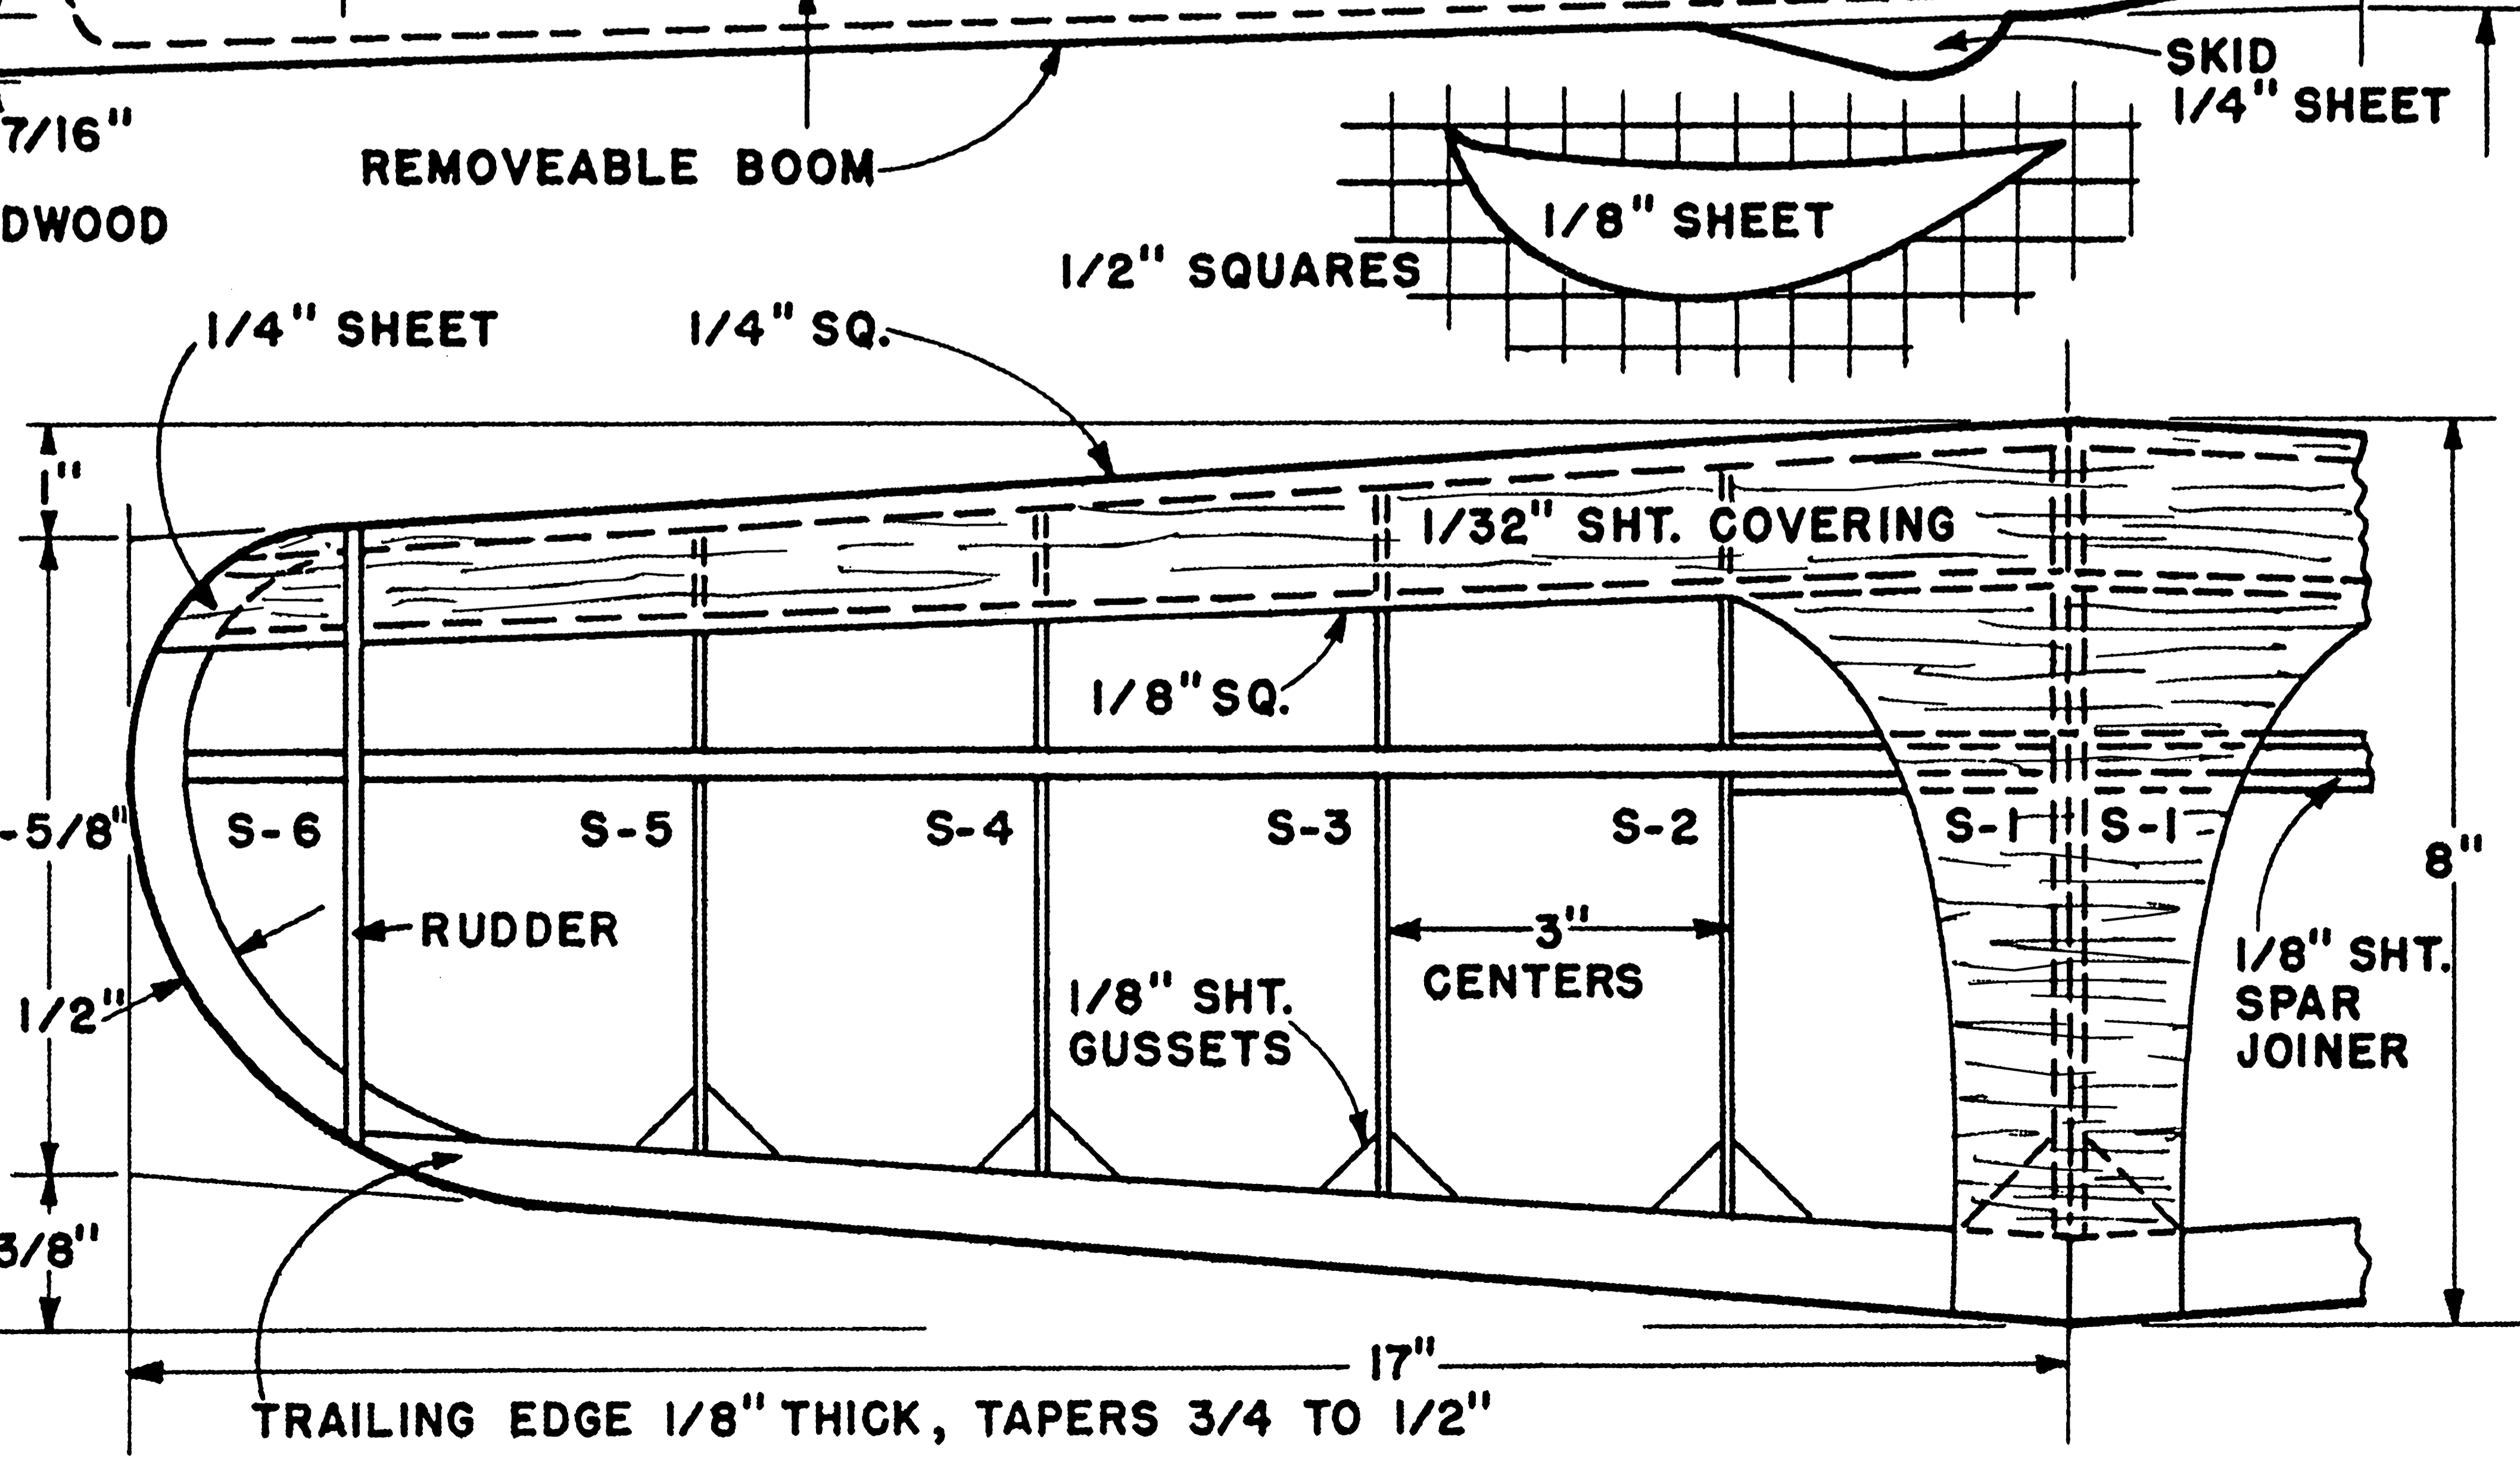 SKID
1/4" SHEET
7/16"
REMOVEABLE BOOM
DWOOD
1/8" SHEET
1/2" SQUARES
1/4" SHEET
1/4" SQ.
1"
1/32" SHT. COVERING
1/8" SQ.
-5/8"
S-6
S-5
S-4
S-3
S-2
S-1
S-1
8"
RUDDER
3"
CENTERS
1/8" SHT.
SPAR
JOINER
1/2"
1/8" SHT.
GUSSETS
3/8"
17"
TRAILING EDGE 1/8" THICK, TAPERS 3/4 TO 1/2"